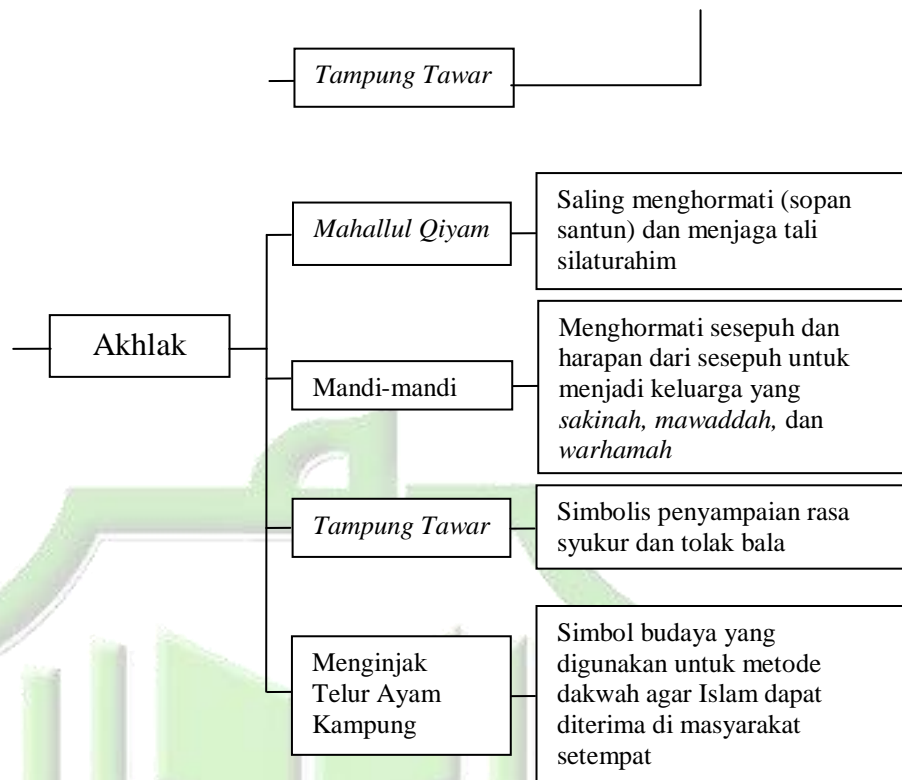 Tampung Tawar
Akhlak
Mahallul Qiyam
Saling menghormati (sopan
santun) dan menjaga tali
silaturahim
Mandi-mandi
Menghormati sesepuh dan
harapan dari sesepuh untuk
menjadi keluarga yang
sakinah, mawaddah, dan
warhamah
Tampung Tawar
Simbolis penyampaian rasa
syukur dan tolak bala
Menginjak
Telur Ayam
Kampung
Simbol budaya yang
digunakan untuk metode
dakwah agar Islam dapat
diterima di masyarakat
setempat